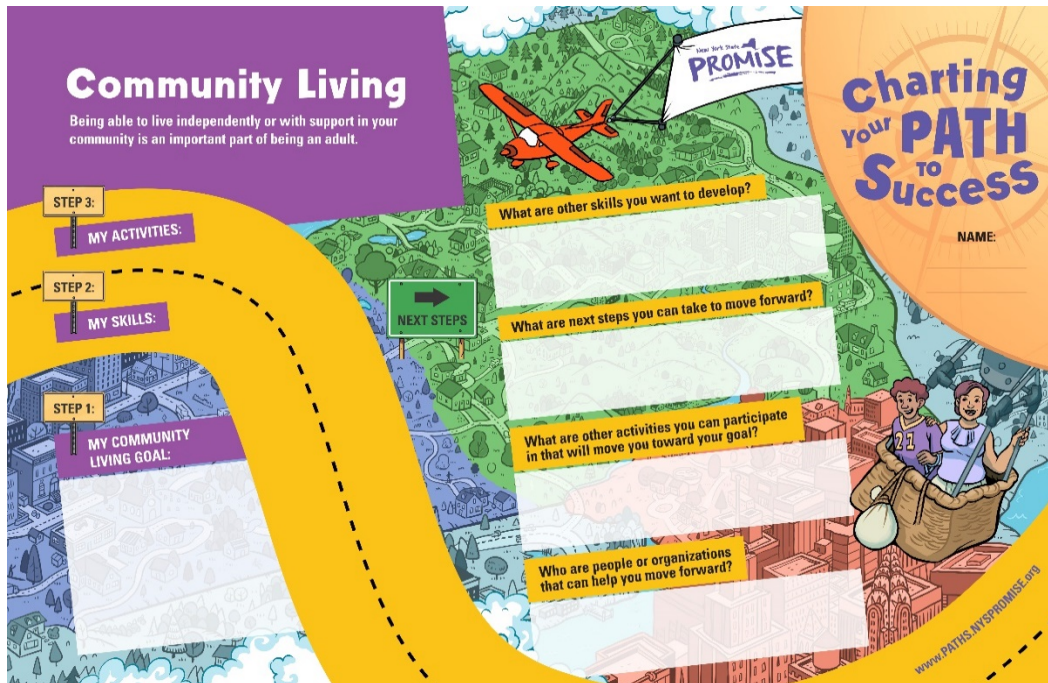 Community Living
Being able to live independently or with support in your
community is an important part of being an adult.
STEP 3:
MY ACTIVITIES:
STEP 2:
MY SKILLS:
STEP 1:
MY COMMUNITY
LIVING GOAL:
NEXT STEPS
What are other skills you want to develop?
What are next steps you can take to move forward?
What are other activities you can participate
in that will move you toward your goal?
Who are people or organizations
that can help you move forward?
New York State
PROMISE
Charting
Your PATH
TO
Success
NAME:
21
www.PATHS.NYSPROMISE.org